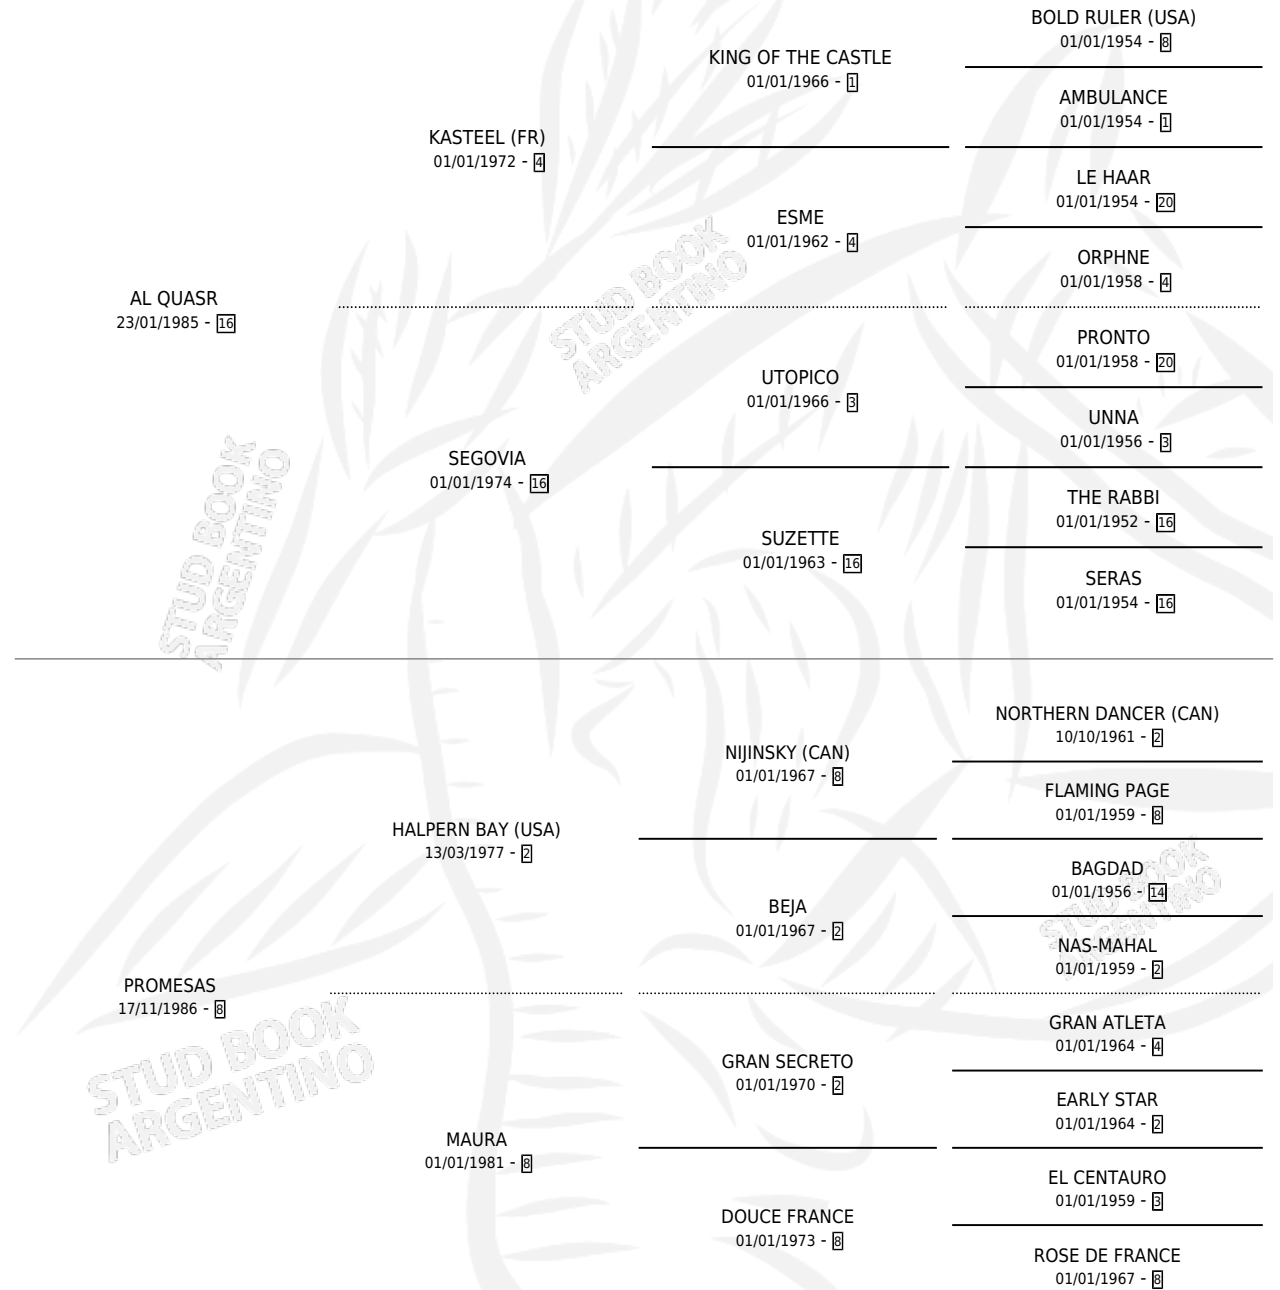 BOLD RULER (USA)
01/01/1954 - 8
KING OF THE CASTLE
01/01/1966 - 1
AMBULANCE
01/01/1954 - 1
KASTEEL (FR)
01/01/1972 - 4
LE HAAR
01/01/1954 - 20
ESME
01/01/1962 - 4
ORPHNE
01/01/1958 - 4
AL QUASR
23/01/1985 - 16
PRONTO
01/01/1958 - 20
UTOPICO
01/01/1966 - 3
UNNA
01/01/1956 - 3
SEGOVIA
01/01/1974 - 16
THE RABBI
01/01/1952 - 16
SUZETTE
01/01/1963 - 16
SERAS
01/01/1954 - 16
STUD BOOK
ARGENTINO
STUD BOOK
ARGENTINO
NORTHERN DANCER (CAN)
10/10/1961 - 2
NIJINSKY (CAN)
01/01/1967 - 8
FLAMING PAGE
01/01/1959 - 8
HALPERN BAY (USA)
13/03/1977 - 2
BAGDAD
01/01/1956 - 14
BEJA
01/01/1967 - 2
NAS-MAHAL
01/01/1959 - 2
PROMESAS
17/11/1986 - 8
GRAN ATLETA
01/01/1964 - 4
GRAN SECRETO
01/01/1970 - 2
EARLY STAR
01/01/1964 - 2
MAURA
01/01/1981 - 8
EL CENTAURO
01/01/1959 - 3
DOUCE FRANCE
01/01/1973 - 8
ROSE DE FRANCE
01/01/1967 - 8
STUD BOOK
ARGENTINO
STUD BOOK
ARGENTINO